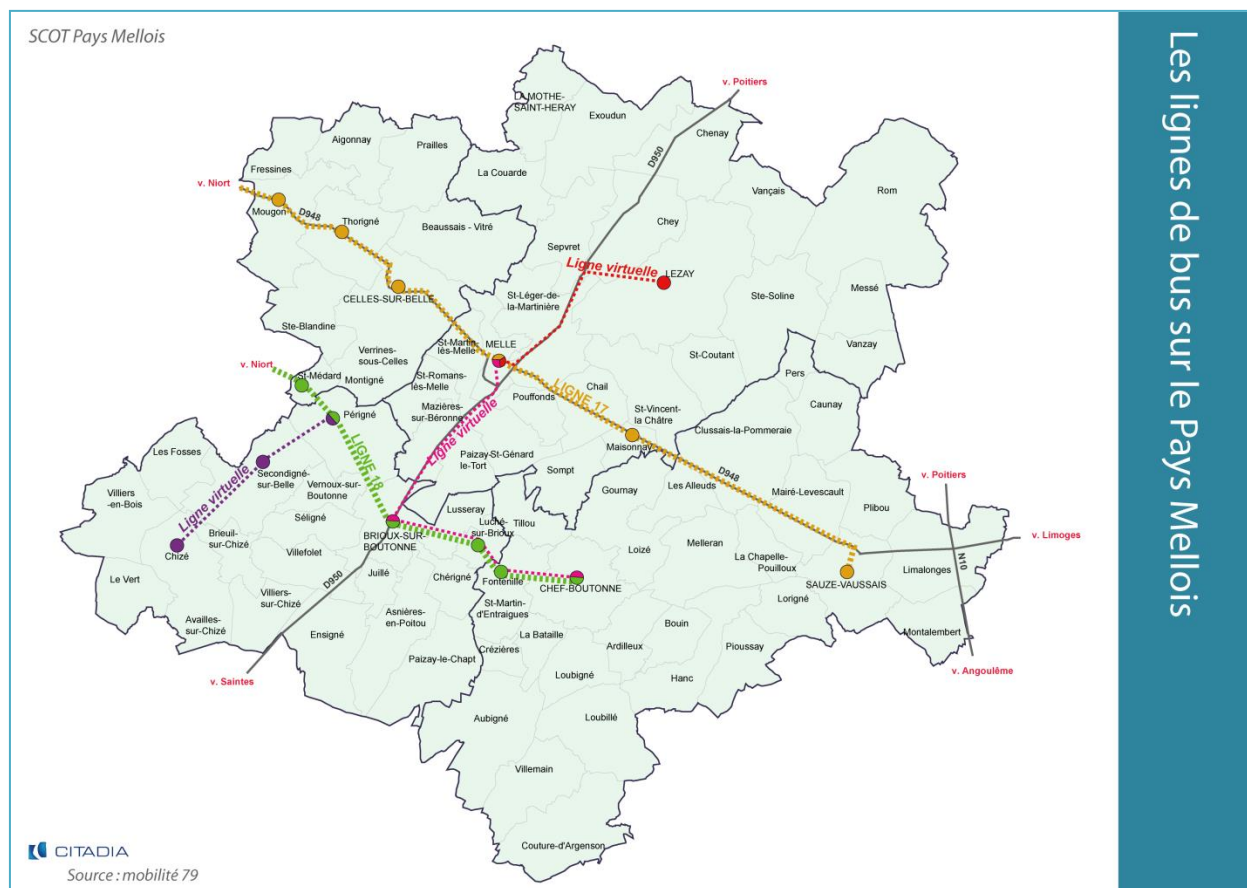 SCOT Pays Mellois
Les lignes de bus sur le Pays Mellois
v. Poitiers
LA MOTHE-
SAINT-HERAY
Exoudun
Chenay
D950
Aigonnay
Prailles
Fressines
La Couarde
v. Niort
Vançais
Rom
Mougon
D948
Thorigné
Beaussais - Vitré
Chey
Sepvret
Ligne virtuelle
LEZAY
CELLES-SUR-BELLE
St-Léger-de-
la-Martinière
Ste-Soline
Messé
Ste-Blandine
St-Martin-
lès-Melle
MELLE
Vanzay
Verrines-
sous-Celles
St-Coutant
v. Niort
St-Médard
Montigné
St-Romans-
lès-Melle
Pers
Chail
LIGNE 17
Pouffonds
Caunay
Périgné
Mazières-
sur-Béronne
St-Vincent-
la Châtre
Clussais-la-Pommeraie
Maisonnay
Les Fosses
LIGNE 18
Ligne virtuelle
Paizay-
le-Tort
St-Génard
Sompt
D948
Secondigné-
sur-Belle
Vernoux-sur-
Boutonne
Villiers
-en-Bois
Ligne virtuelle
Gournay
Les Alleuds
Mairé-Levescault
v. Poitiers
Plibou
Lusseray
Séligné
Luché-
sur-Brioux
Tillou
Brieuil-
sur-Chizé
BRIOUX-SUR-
BOUTONNE
Melleran
v. Limoges
Chizé
Villefolet
Loizé
La Chapelle-
Pouilloux
N10
Limalonges
Le Vert
Juillé
Chérigné
Fontenille
CHEF-BOUTONNE
SAUZE-VAUSSAIS
D950
Villiers-
sur-Chizé
Lorigné
St-Martin-
d'Entraigues
Asnières-
en-Poitou
Availles-
sur-Chizé
Ensigné
La Bataille
Bouin
Montalembert
Crézières
Ardilleux
Pioussay
Paizay-le-Chapt
v. Angoulême
v. Saintes
Loubigné
Hanc
Aubigné
Loubillé
Villemain
Couture-d'Argenson
CITADIA
Source : mobilité 79